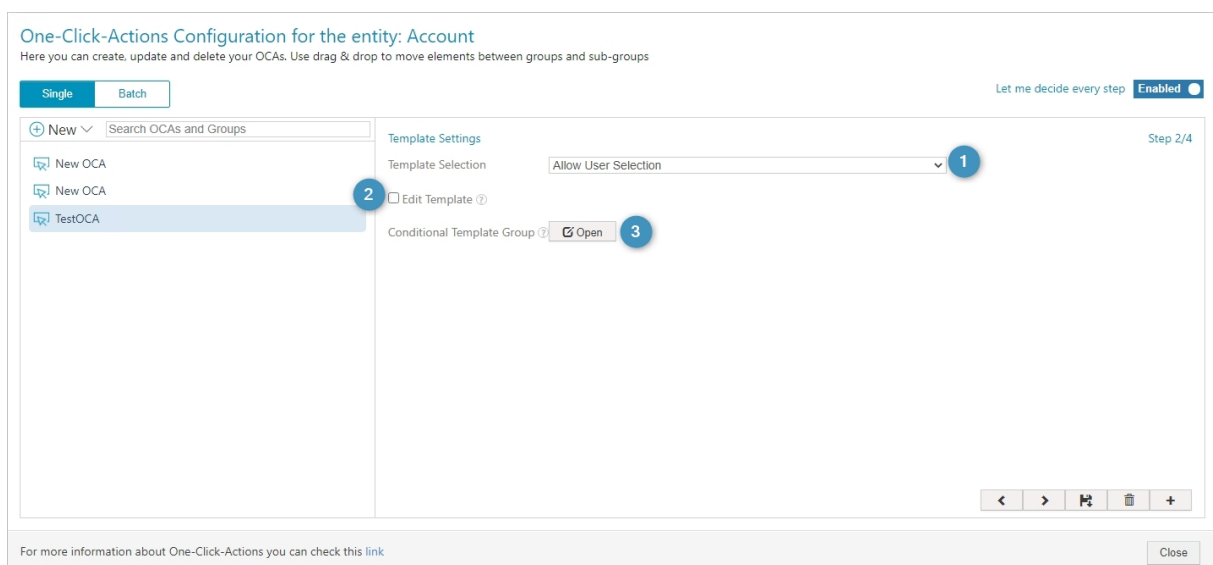 One-Click-Actions Configuration for the entity: Account
Here you can create, update and delete your OCAs. Use drag & drop to move elements between groups and sub-groups
Single Batch
Let me decide every step Enabled
New Search OCAs and Groups
New OCA
New OCA
TestOCA
Template Settings Step 2/4
Template Selection Allow User Selection 1
2 Edit Template ?
Conditional Template Group ? Open 3
For more information about One-Click-Actions you can check this link
Close